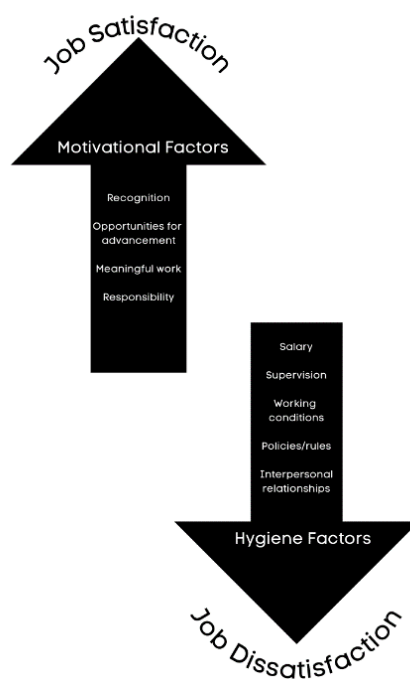 Job Satisfaction
Motivational Factors
Recognition
Opportunities for
advancement
Meaningful work
Responsibility
Salary
Supervision
Working
conditions
Policies/rules
Interpersonal
relationships
Hygiene Factors
Job Dissatisfaction